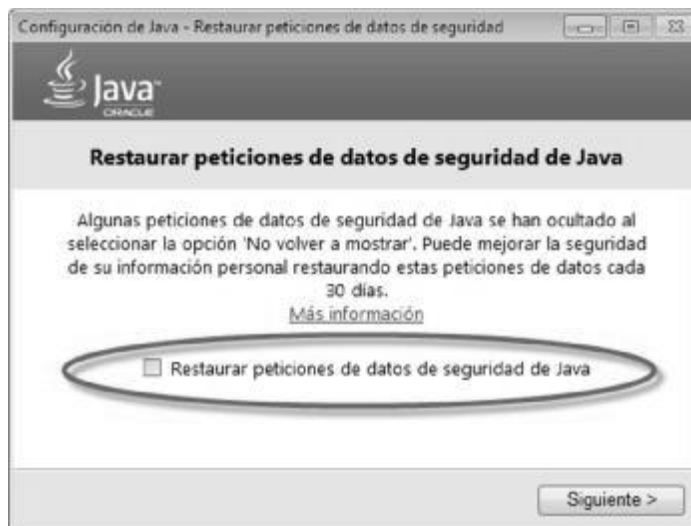 Configuración de Java - Restaurar peticiones de datos de seguridad
Java™
ORACLE
Restaurar peticiones de datos de seguridad de Java
Algunas peticiones de datos de seguridad de Java se han ocultado al
seleccionar la opción 'No volver a mostrar'. Puede mejorar la seguridad
de su información personal restaurando estas peticiones de datos cada
30 días.
Más información
Restaurar peticiones de datos de seguridad de Java
Siguiente >